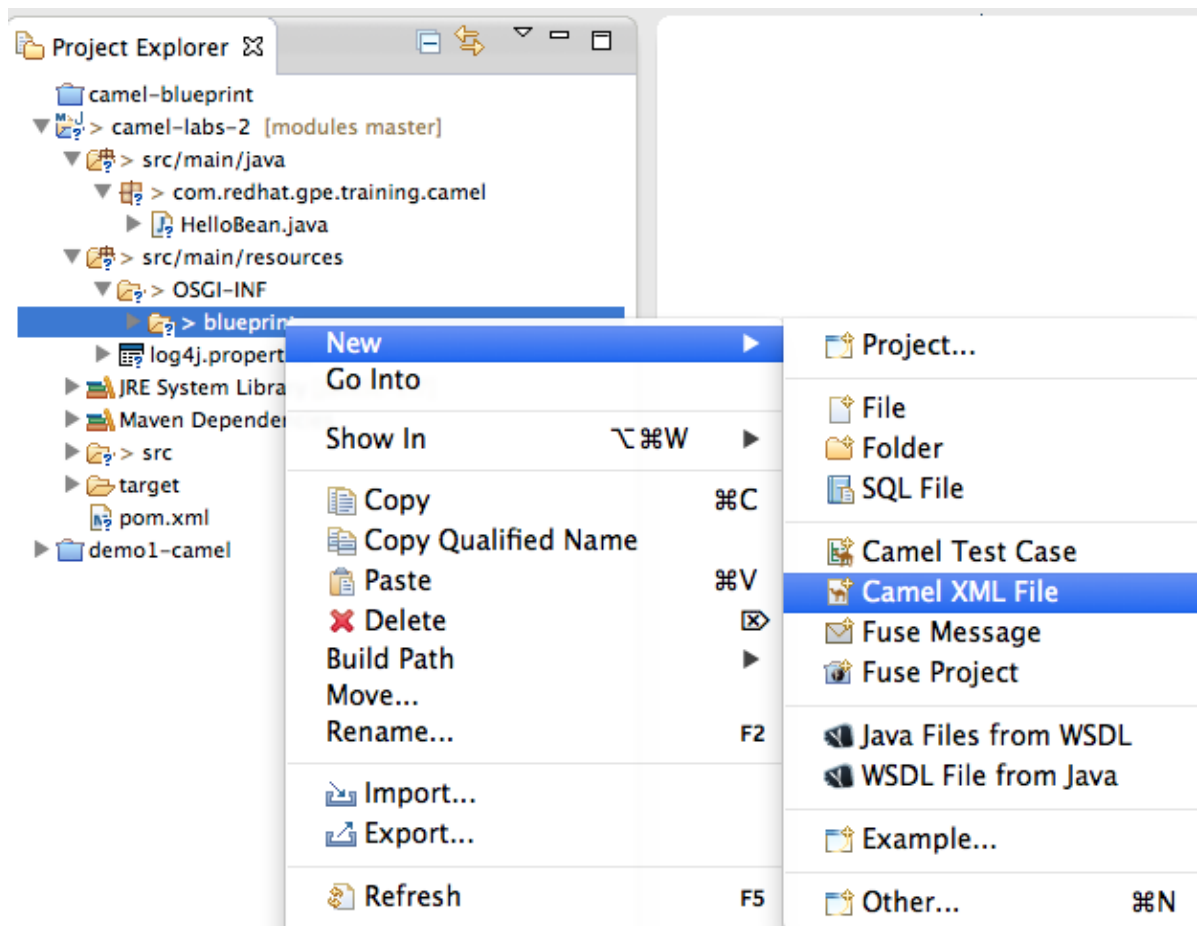 Project Explorer
camel-blueprint
> camel-labs-2 [modules master]
> src/main/java
> com.redhat.gpe.training.camel
HelloBean.java
> src/main/resources
> OSGI-INF
> blueprint
log4j.propert
JRE System Libra
Maven Depende
> src
target
pom.xml
demo1-camel
New
Go Into
Show In ⌥⌘W
Copy ⌘C
Copy Qualified Name
Paste ⌘V
Delete ⌦
Build Path
Move...
Rename... F2
Import...
Export...
Refresh F5
Project...
File
Folder
SQL File
Camel Test Case
Camel XML File
Fuse Message
Fuse Project
Java Files from WSDL
WSDL File from Java
Example...
Other... ⌘N